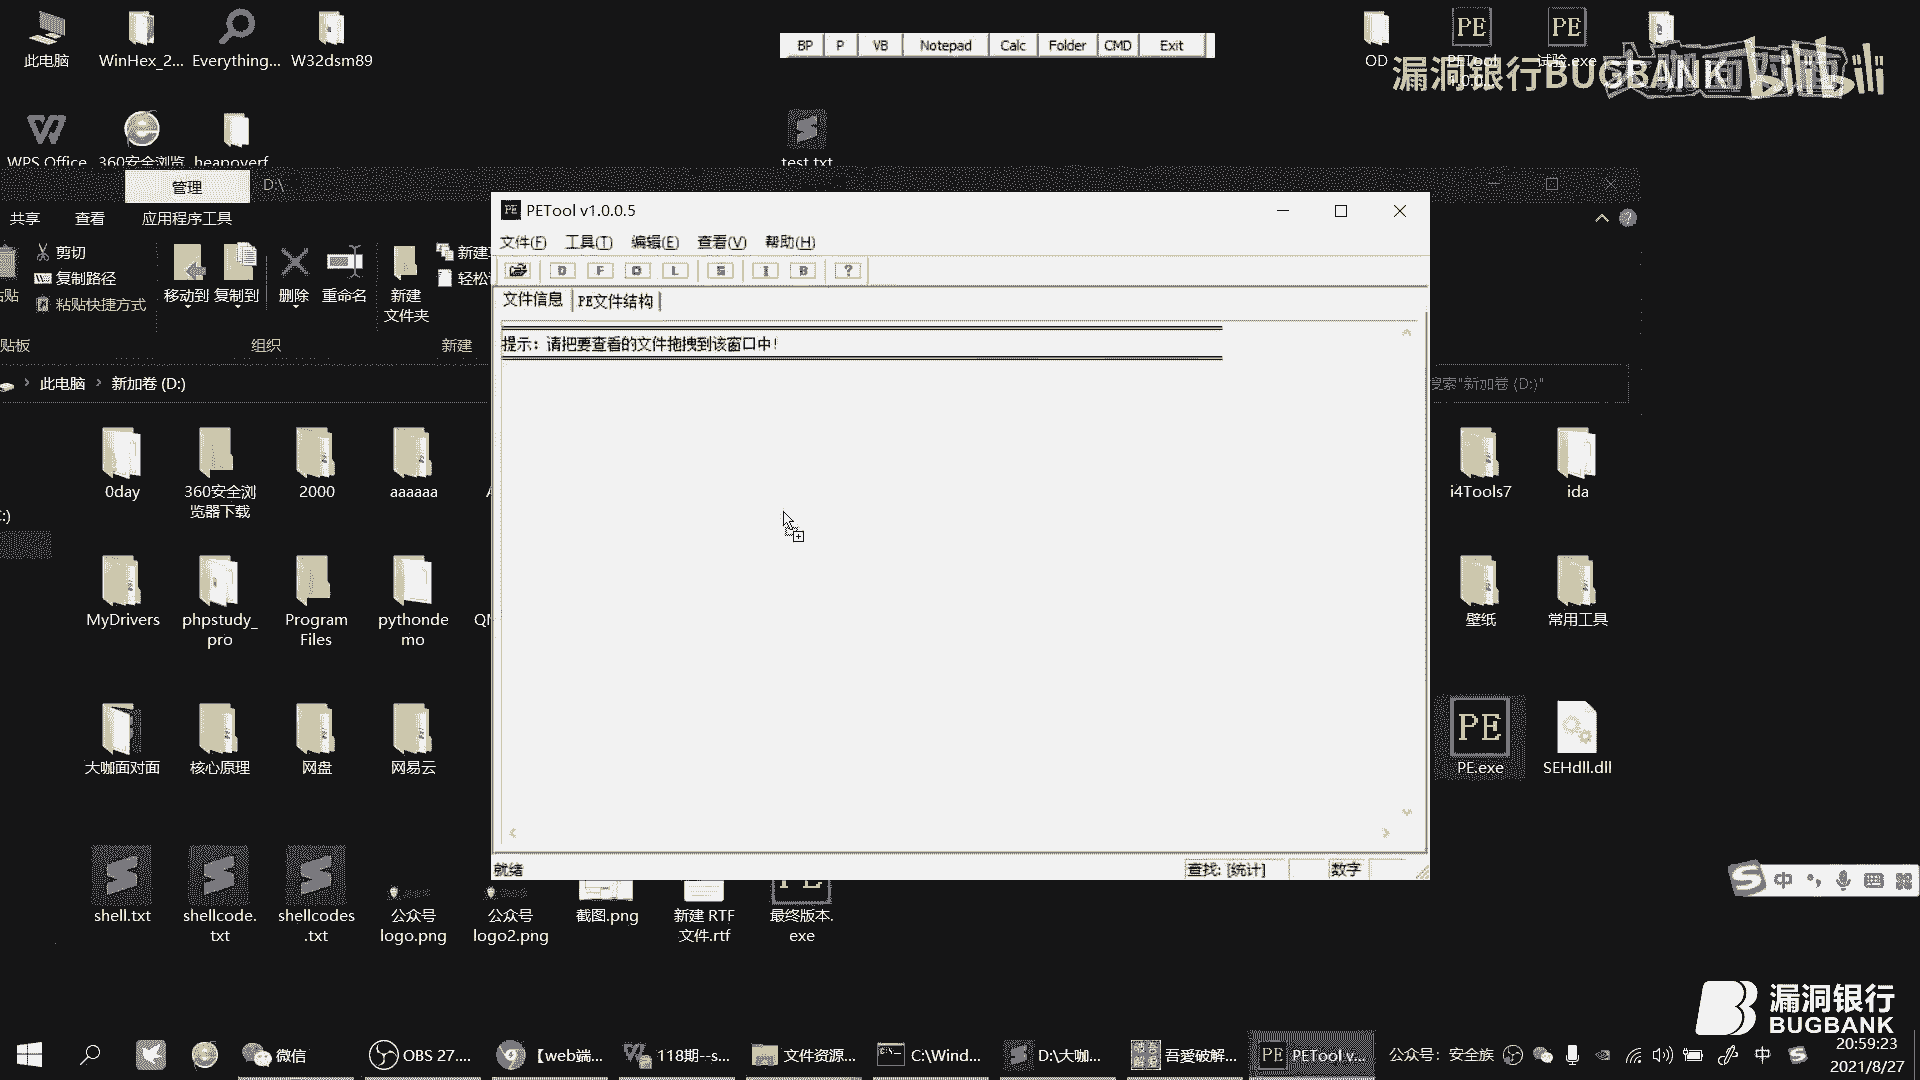 此电脑
WinHex_2...
Everything...
W32dsm89
BP P VB Notepad Calc Folder CMD Exit
OD
试验.exe
漏洞银行BUGBANK
bilibili
WPS Office
360安全浏览
heapoverf
test.txt
管理
D:\
共享 查看 应用程序工具
剪切
复制路径
粘贴快捷方式
移动到 复制到 删除 重命名
新建
文件夹
轻松
贴板 组织 新建
此电脑 › 新加卷 (D:)
搜索"新加卷 (D:)"
PETool v1.0.0.5
文件(F) 工具(T) 编辑(E) 查看(V) 帮助(H)
D F O L S I B ?
文件信息 PE文件结构
提示：请把要查看的文件拖拽到该窗口中!
就绪
查找: [统计]
数字
0day
360安全浏
览器下载
2000
aaaaaa
i4Tools7
ida
MyDrivers
phpstudy_
pro
Program
Files
pythonde
mo
壁纸
常用工具
大咖面对面
核心原理
网盘
网易云
PE.exe
SEHdll.dll
shell.txt
shellcode.
txt
shellcodes
.txt
公众号
logo.png
公众号
logo2.png
截图.png
新建 RTF
文件.rtf
最终版本.
exe
中
漏洞银行
BUGBANK
微信
OBS 27....
【web端...
118期--s...
文件资源...
C:\Wind...
D:\大咖...
吾爱破解...
PETool v...
公众号：安全族
中
20:59:23
2021/8/27